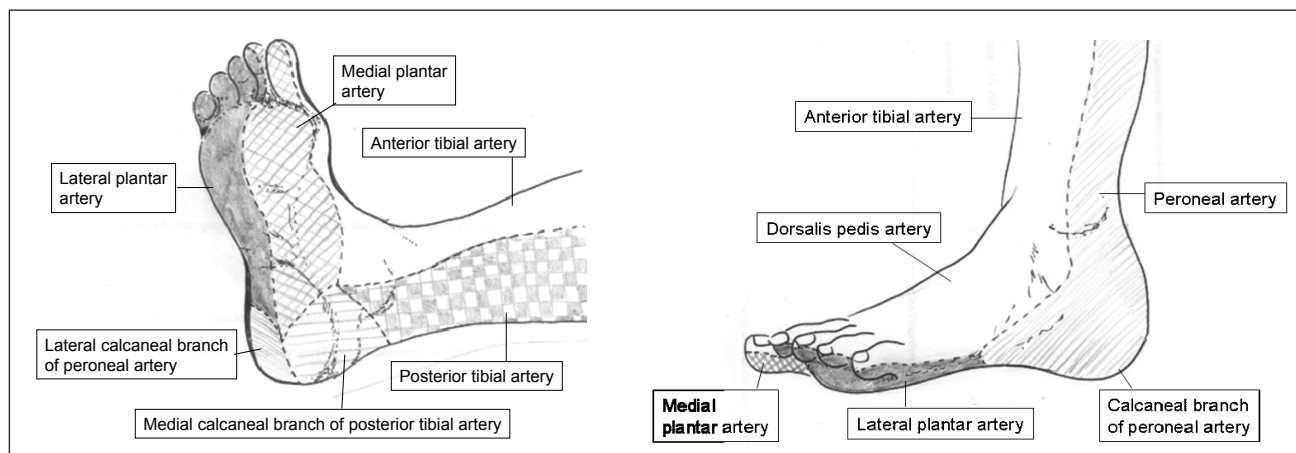 Medial plantar
artery
Anterior tibial artery
Lateral plantar
artery
Lateral calcaneal branch
of peroneal artery
Posterior tibial artery
Medial calcaneal branch of posterior tibial artery
Anterior tibial artery
Peroneal artery
Dorsalis pedis artery
Medial
plantar artery
Lateral plantar artery
Calcaneal branch
of peroneal artery